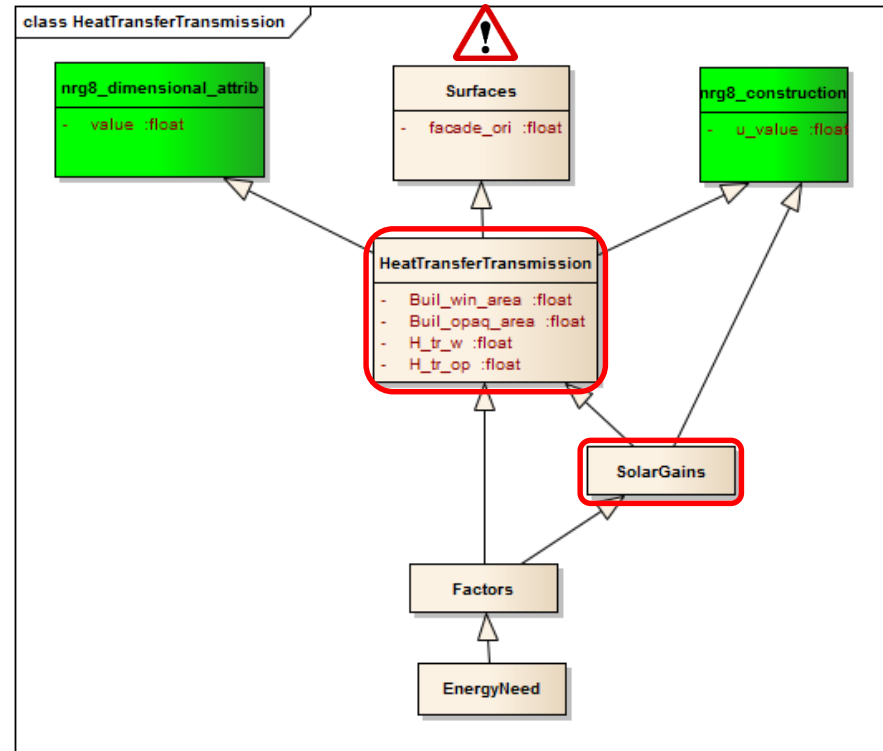 class HeatTransferTransmission
!
nrg8_dimensional_attrib
- value :float
Surfaces
- facade_ori :float
nrg8_construction
- u_value :float
HeatTransferTransmission
- Buil_win_area :float
- Buil_opaq_area :float
- H_tr_w :float
- H_tr_op :float
SolarGains
Factors
EnergyNeed